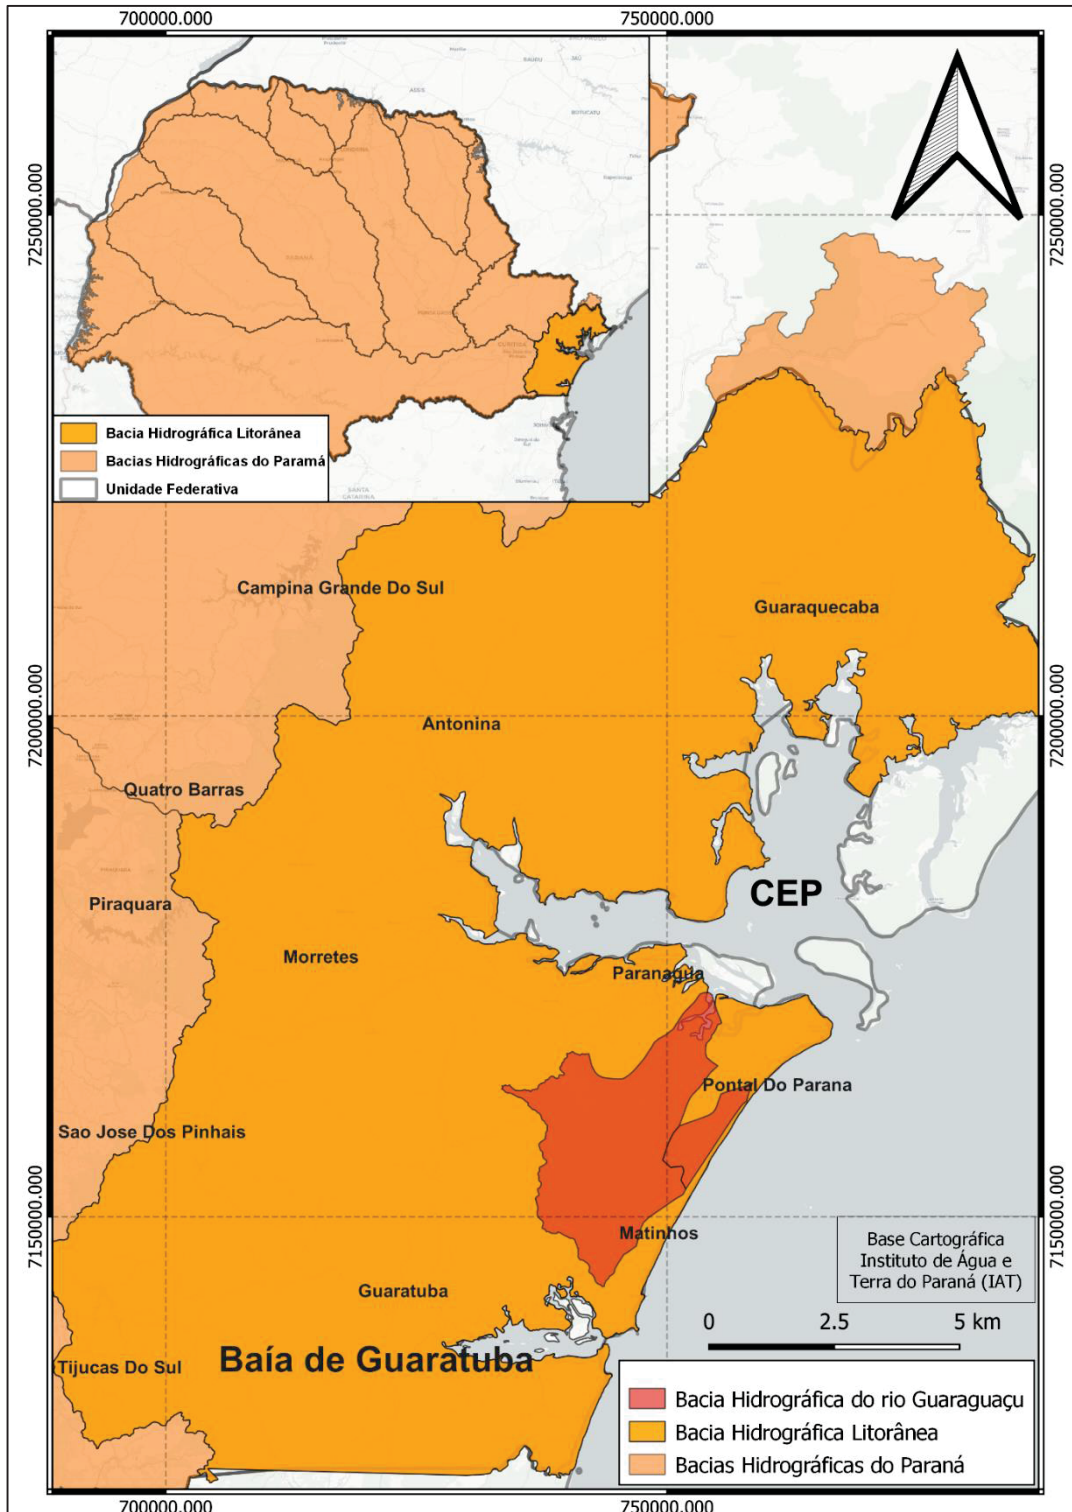 700000.000
750000.000
7250000.000
7250000.000
Bacia Hidrográfica Litorânea
Bacias Hidrográficas do Paramá
Unidade Federativa
Campina Grande Do Sul
Guaraquecaba
7200000.000
7200000.000
Antonina
Quatro Barras
CEP
Piraquara
Morretes
Paranagua
Pontal Do Parana
Sao Jose Dos Pinhais
7150000.000
7150000.000
Matinhos
Base Cartográfica
Instituto de Água e
Terra do Paraná (IAT)
Guaratuba
0 2.5 5 km
Baía de Guaratuba
Tijucas Do Sul
Bacia Hidrográfica do rio Guaraguaçu
Bacia Hidrográfica Litorânea
Bacias Hidrográficas do Paraná
700000.000
750000.000